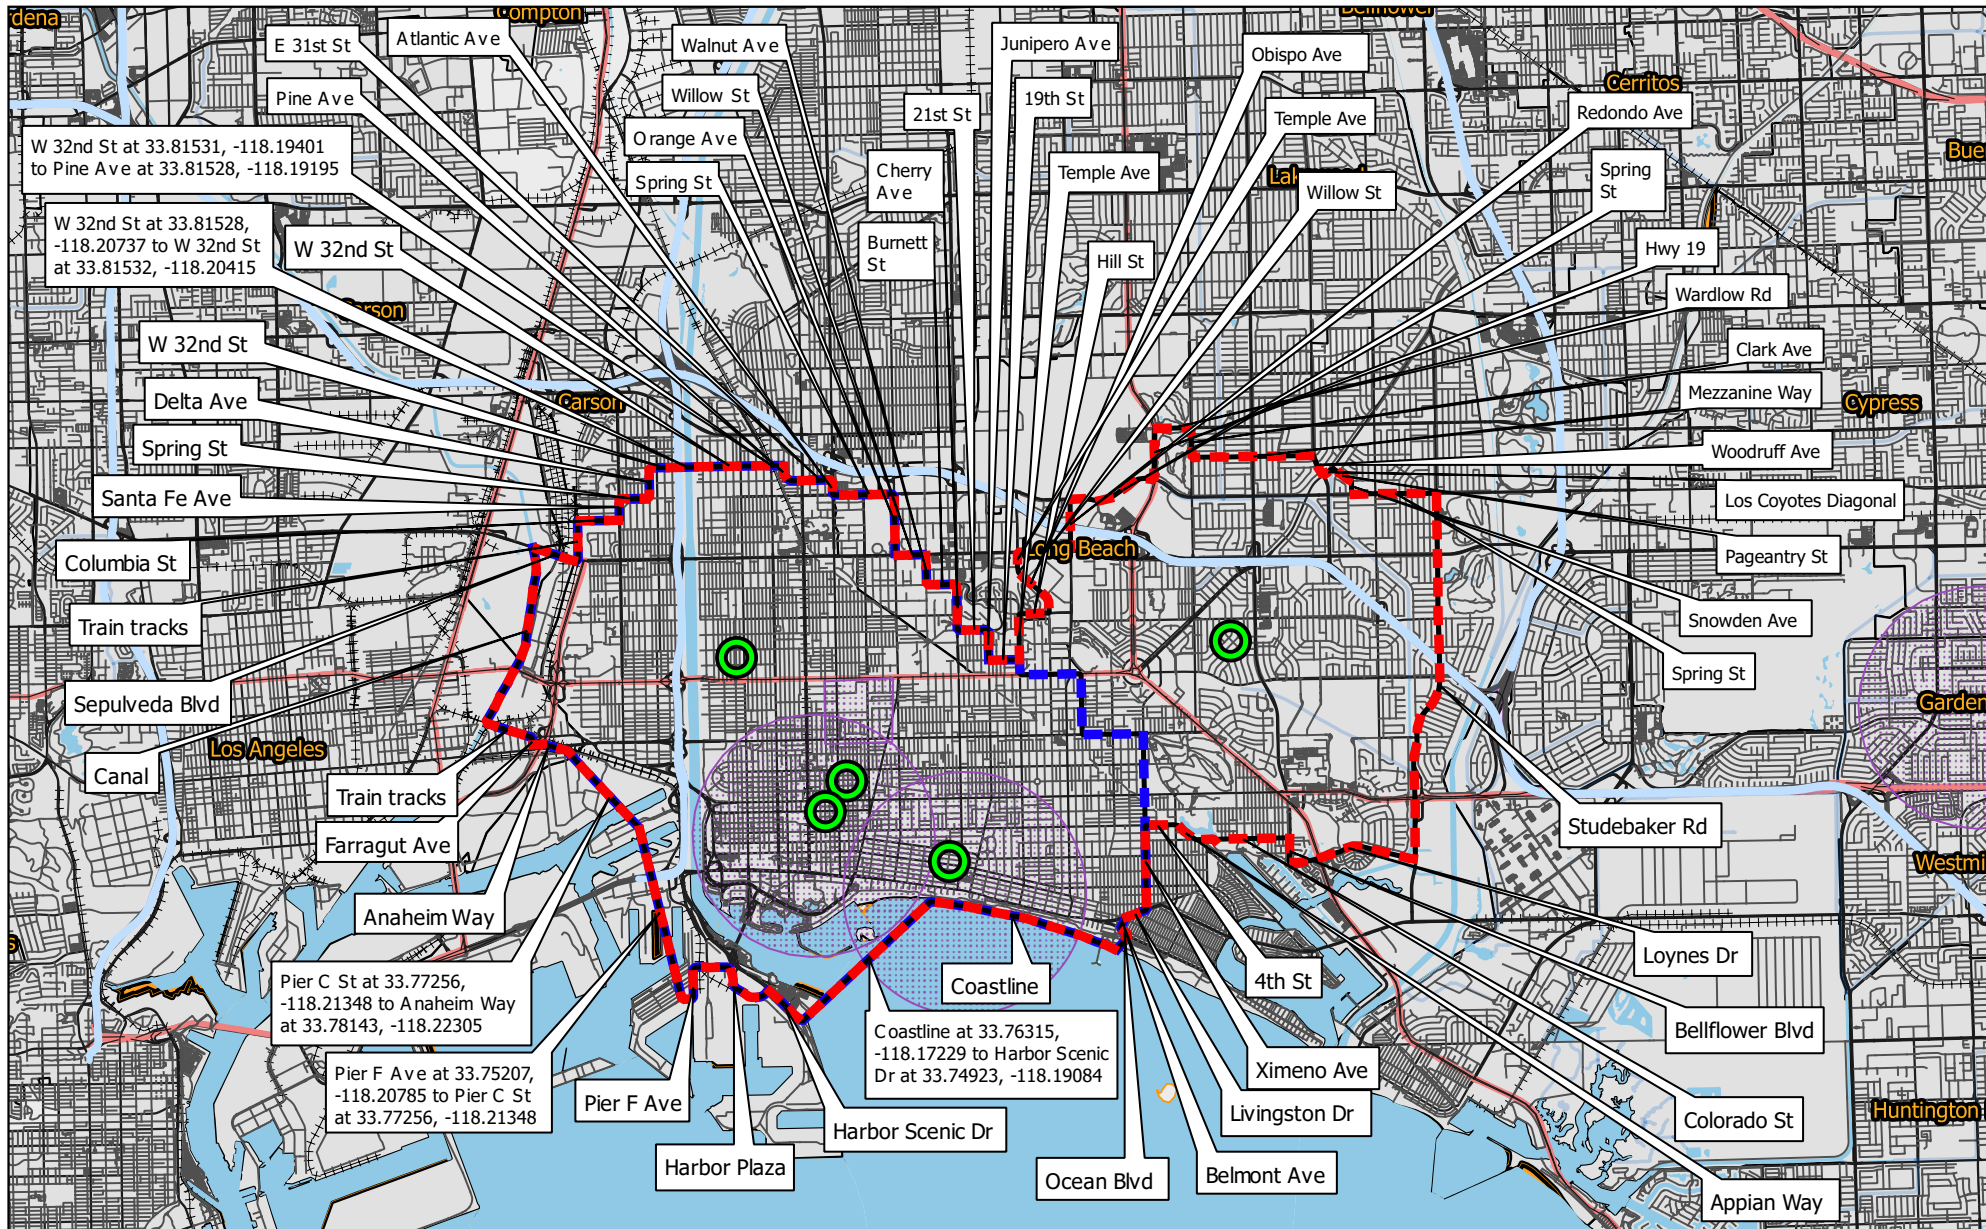 rdena
Compton
Bellflower
E 31st St
Atlantic Ave
Walnut Ave
Junipero Ave
Obispo Ave
Cerritos
Pine Ave
Willow St
21st St
19th St
Temple Ave
Redondo Ave
W 32nd St at 33.81531, -118.19401
to Pine Ave at 33.81528, -118.19195
Orange Ave
Spring St
Cherry
Ave
Temple Ave
Willow St
Spring
St
Bue
W 32nd St at 33.81528,
-118.20737 to W 32nd St
at 33.81532, -118.20415
W 32nd St
Burnett
St
Hill St
Hwy 19
Wardlow Rd
Carson
W 32nd St
Clark Ave
Delta Ave
Carson
Mezzanine Way
Cypress
Spring St
Woodruff Ave
Santa Fe Ave
Los Coyotes Diagonal
Columbia St
Long Beach
Pageantry St
Train tracks
Snowden Ave
Spring St
Sepulveda Blvd
Garden
Los Angeles
Canal
Train tracks
Farragut Ave
Studebaker Rd
Westmi
Anaheim Way
Loynes Dr
Pier C St at 33.77256,
-118.21348 to Anaheim Way
at 33.78143, -118.22305
Coastline
4th St
Bellflower Blvd
Coastline at 33.76315,
-118.17229 to Harbor Scenic
Dr at 33.74923, -118.19084
Pier F Ave at 33.75207,
-118.20785 to Pier C St
at 33.77256, -118.21348
Pier F Ave
Ximeno Ave
Livingston Dr
Colorado St
Huntington
Harbor Scenic Dr
Harbor Plaza
Ocean Blvd
Belmont Ave
Appian Way